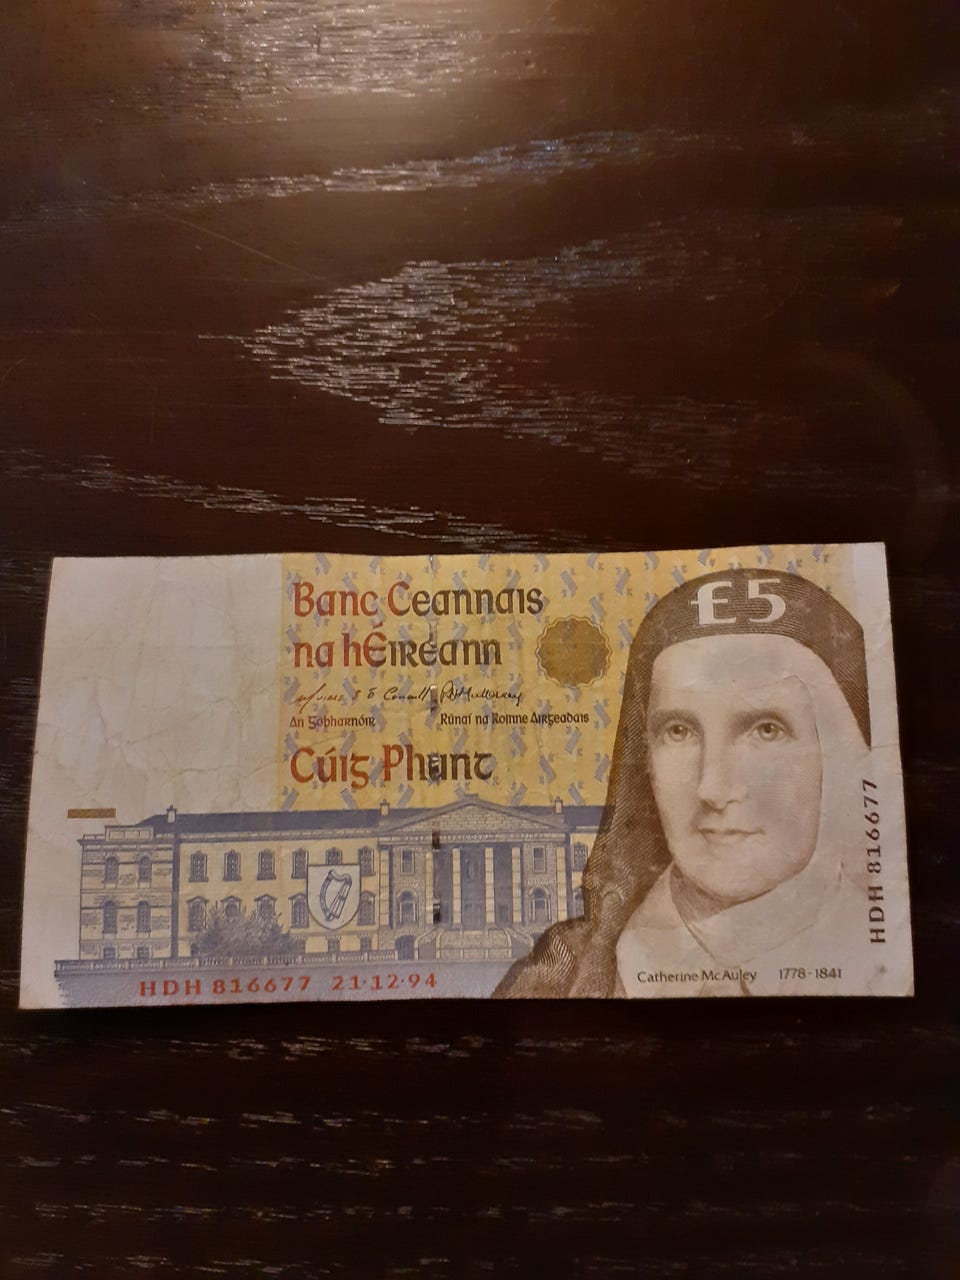 £5
Banc Ceannais
na hÉireann
An Gobharnóir
Rúnaí na Roinne Airgeadais
Cúig Phunt
HDH 816677
Catherine McAuley 1778-1841
HDH 816677 21·12·94